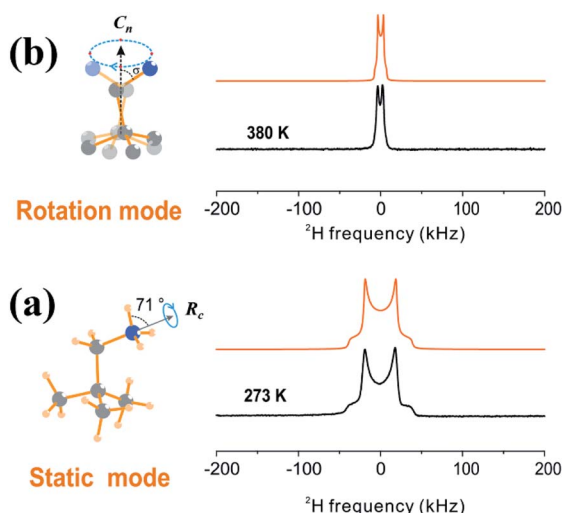 (b)
C_n
σ
Rotation mode
380 K
-200 -100 0 100 200
²H frequency (kHz)
(a)
71 °
R_c
Static mode
273 K
-200 -100 0 100 200
²H frequency (kHz)